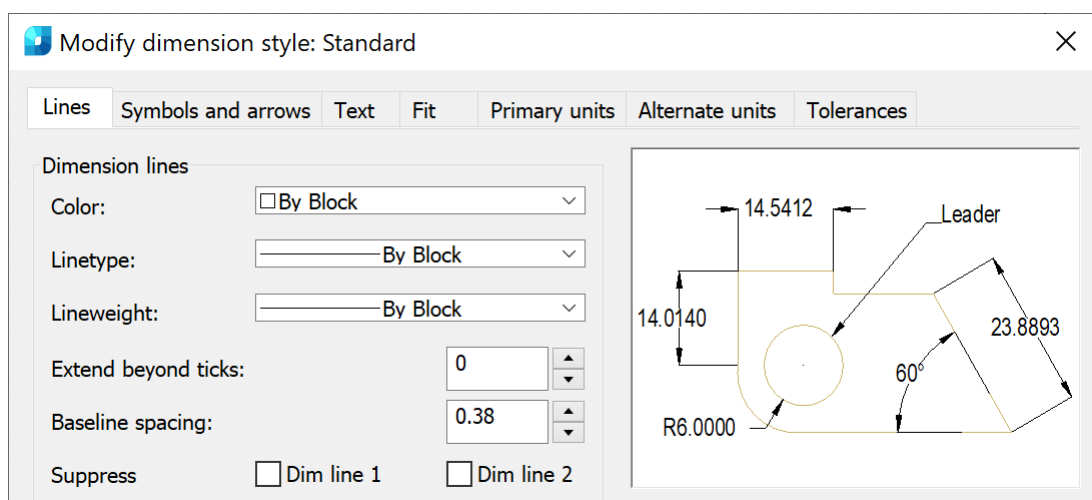 Modify dimension style: Standard
Lines Symbols and arrows Text Fit Primary units Alternate units Tolerances
Dimension lines
Color: By Block
Linetype: By Block
Lineweight: By Block
Extend beyond ticks: 0
Baseline spacing: 0.38
Suppress Dim line 1 Dim line 2
14.5412
Leader
14.0140
23.8893
60°
R6.0000